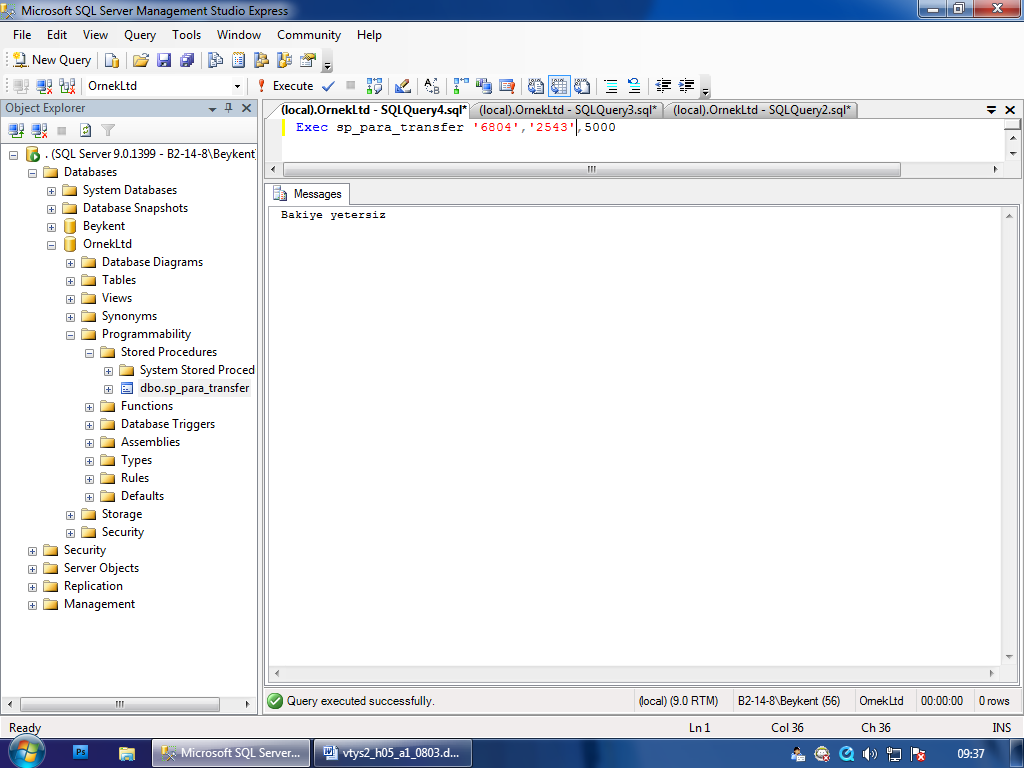 Microsoft SQL Server Management Studio Express
File Edit View Query Tools Window Community Help
New Query
OrnekLtd Execute
Object Explorer
(local).OrnekLtd - SQLQuery4.sql* (local).OrnekLtd - SQLQuery3.sql* (local).OrnekLtd - SQLQuery2.sql*
Exec sp_para_transfer '6804','2543',5000
. (SQL Server 9.0.1399 - B2-14-8\Beykent
Databases
System Databases
Database Snapshots
Beykent
OrnekLtd
Database Diagrams
Tables
Views
Synonyms
Programmability
Stored Procedures
System Stored Proced
dbo.sp_para_transfer
Functions
Database Triggers
Assemblies
Types
Rules
Defaults
Storage
Security
Security
Server Objects
Replication
Management
Messages
Bakiye yetersiz
Query executed successfully. (local) (9.0 RTM) B2-14-8\Beykent (56) OrnekLtd 00:00:00 0 rows
Ready Ln 1 Col 36 Ch 36 INS
Ps Microsoft SQL Server... vtys2_h05_a1_0803.d... 09:37